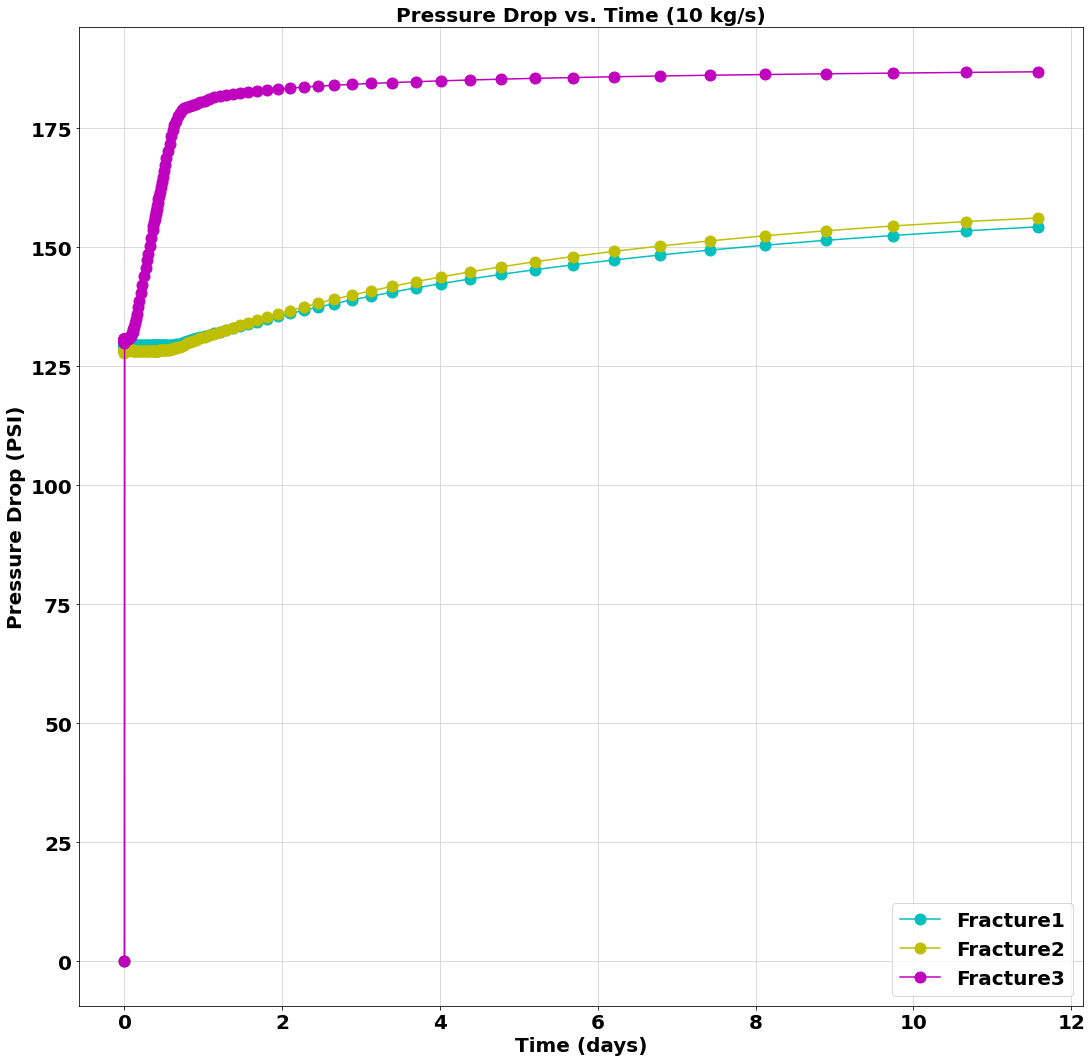 Pressure Drop vs. Time (10 kg/s)
Pressure Drop (PSI)
175
150
125
100
75
50
25
0
0 2 4 6 8 10 12
Time (days)
Fracture1
Fracture2
Fracture3